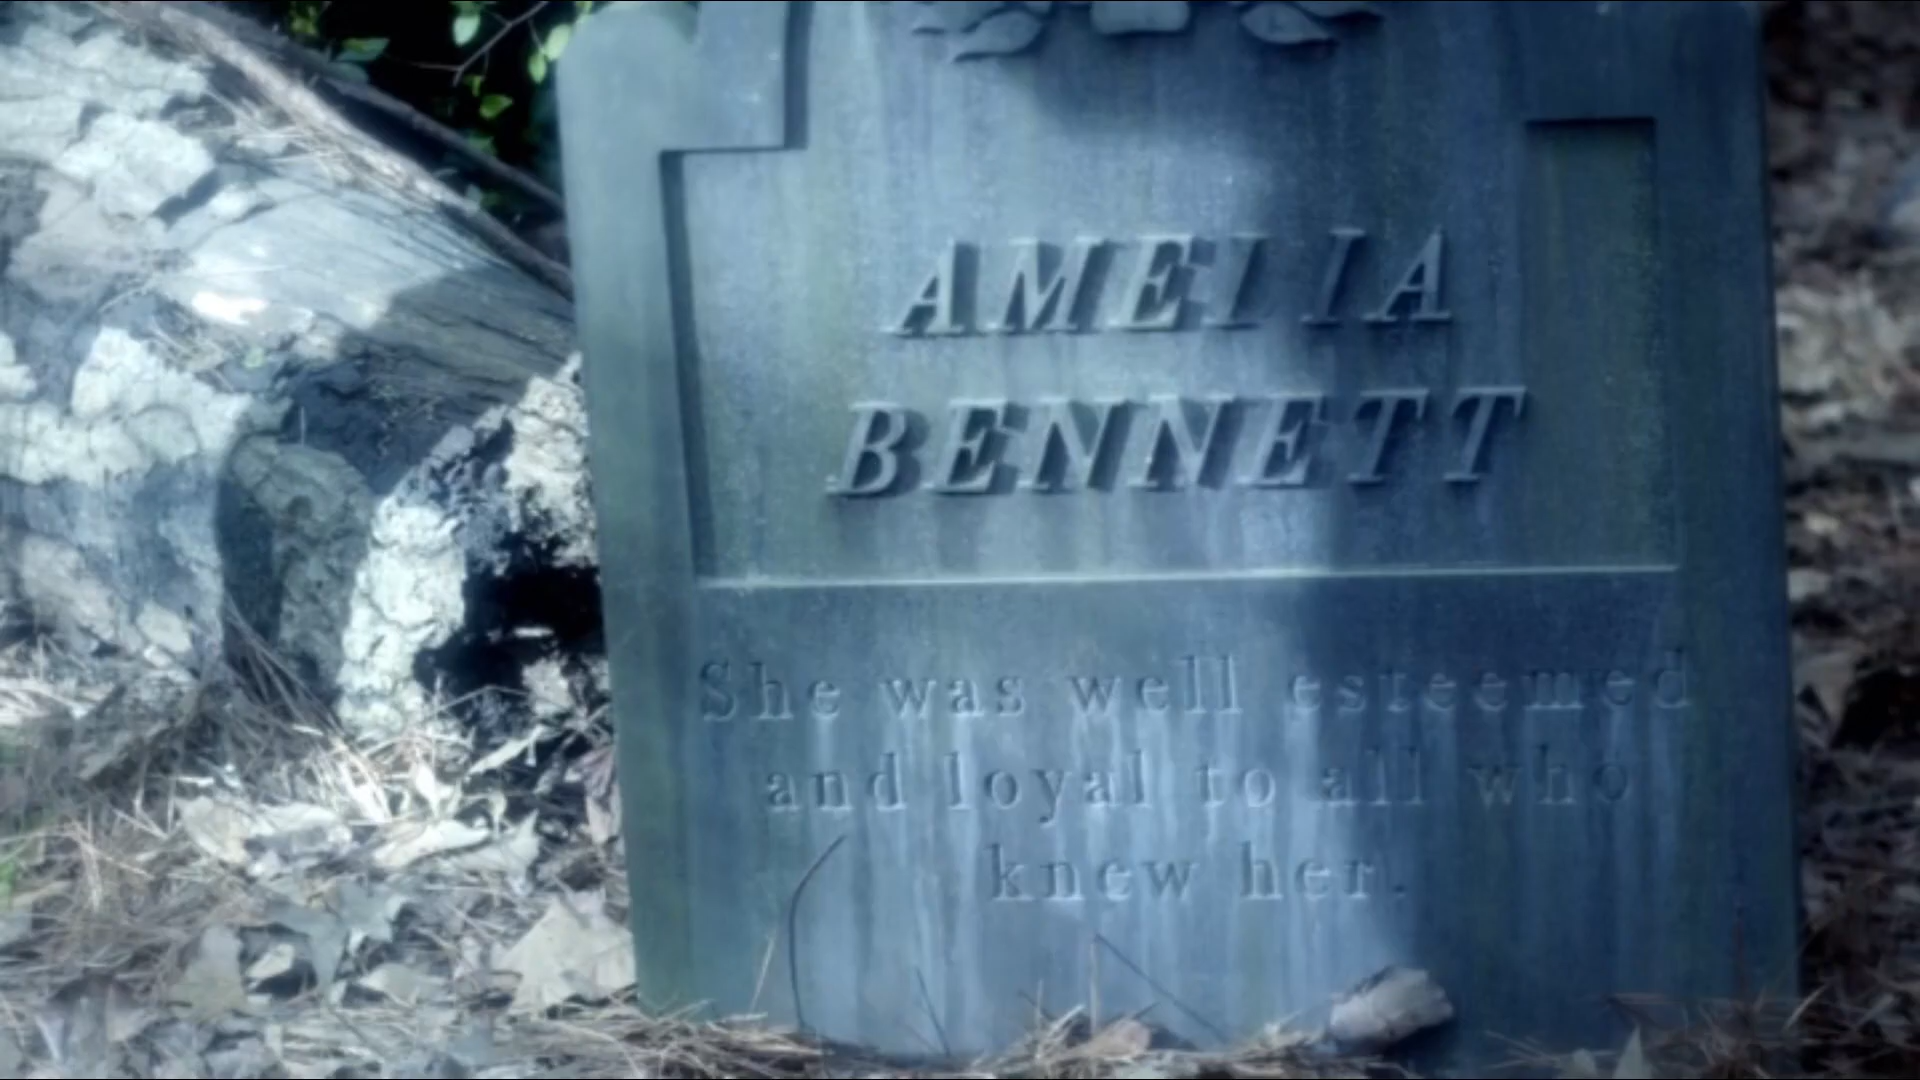 AMELIA
BENNETT
She was well esteemed
and loyal to all who
knew her.